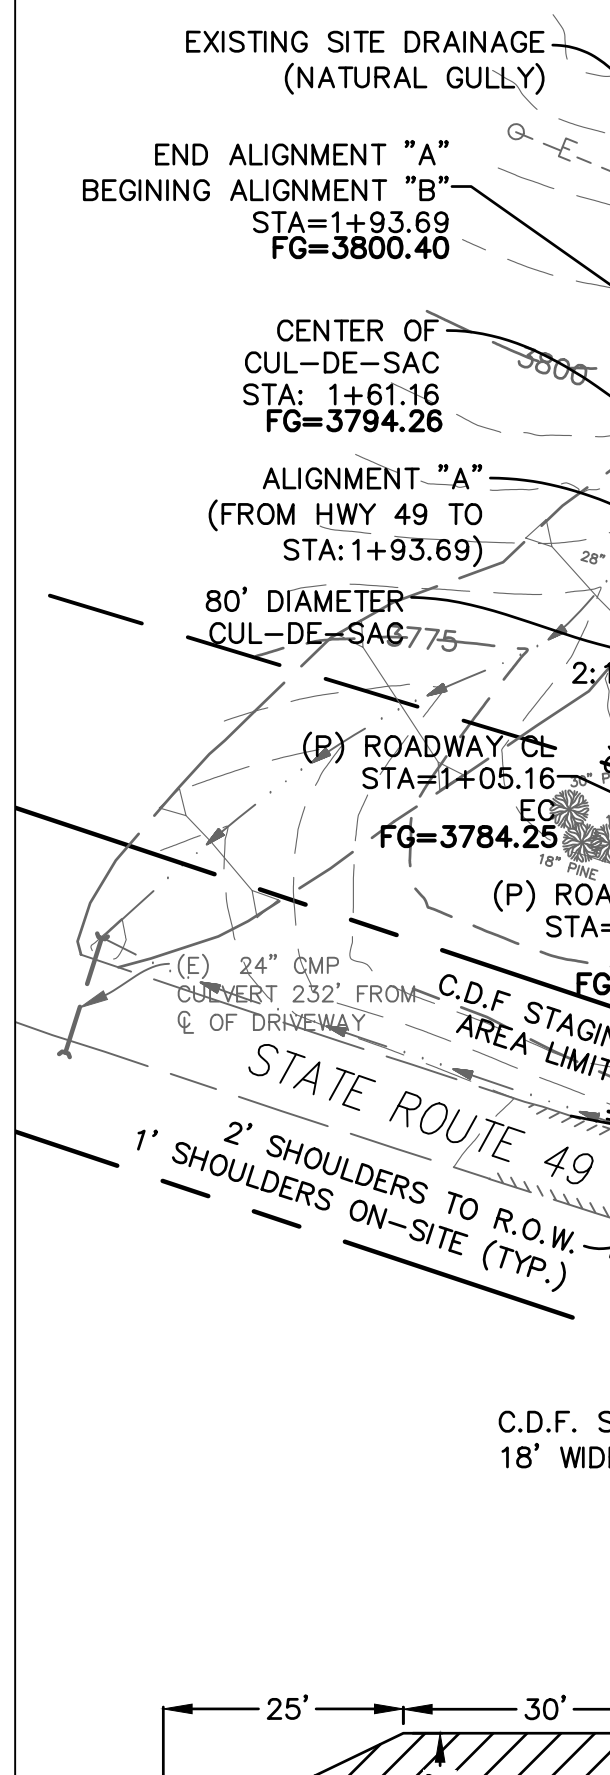 EXISTING SITE DRAINAGE
(NATURAL GULLY)
E
END ALIGNMENT "A"
BEGINING ALIGNMENT "B"
STA=1+93.69
FG=3800.40
CENTER OF
CUL-DE-SAC
STA: 1+61.16
FG=3794.26
3800
ALIGNMENT "A"
(FROM HWY 49 TO
STA:1+93.69)
28"
80' DIAMETER
CUL-DE-SAC
3775
2:1
(P) ROADWAY CL
STA=1+05.16
EC
FG=3784.25
30" P
18" PINE
(P) ROA
STA=
FG
(E) 24" CMP
CULVERT 232' FROM
℄ OF DRIVEWAY
C.D.F STAGIN
AREA LIMIT
STATE ROUTE 49
2' SHOULDERS TO R.O.W.
1' SHOULDERS ON-SITE (TYP.)
C.D.F. S
18' WID
25'
30'